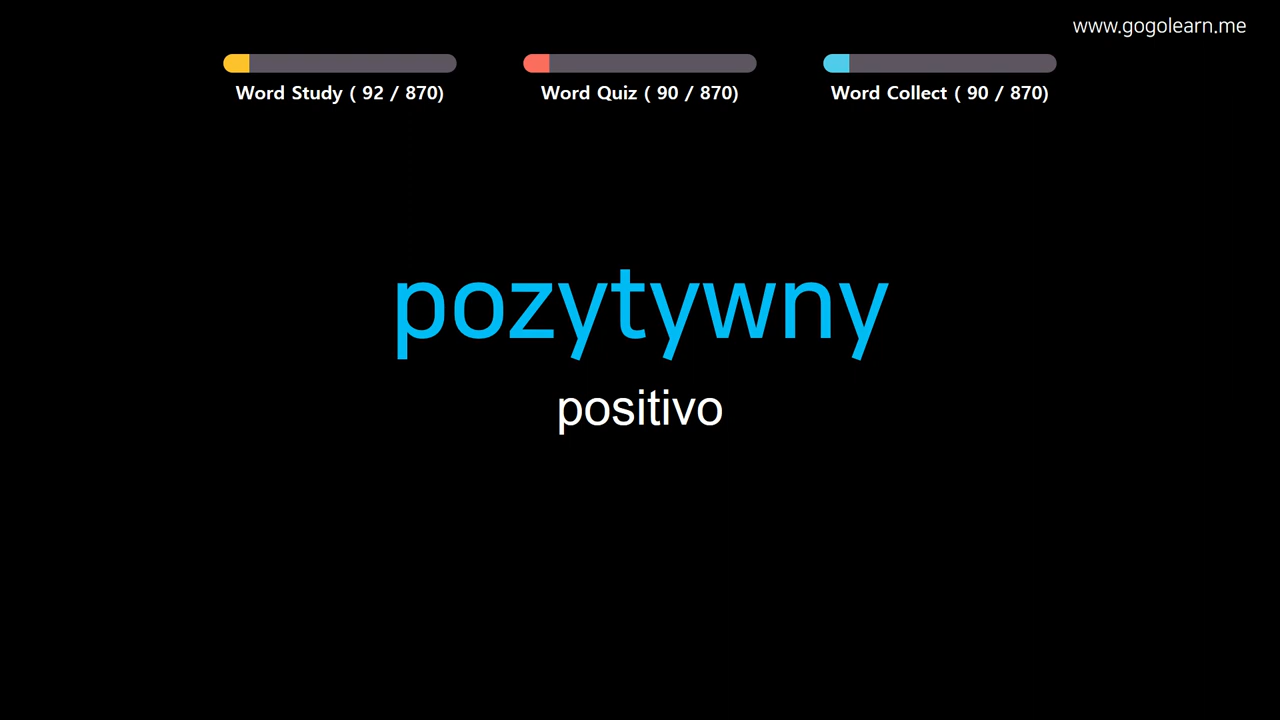 www.gogolearn.me
Word Study ( 92 / 870)
Word Quiz ( 90 / 870)
Word Collect ( 90 / 870)
pozytywny
positivo